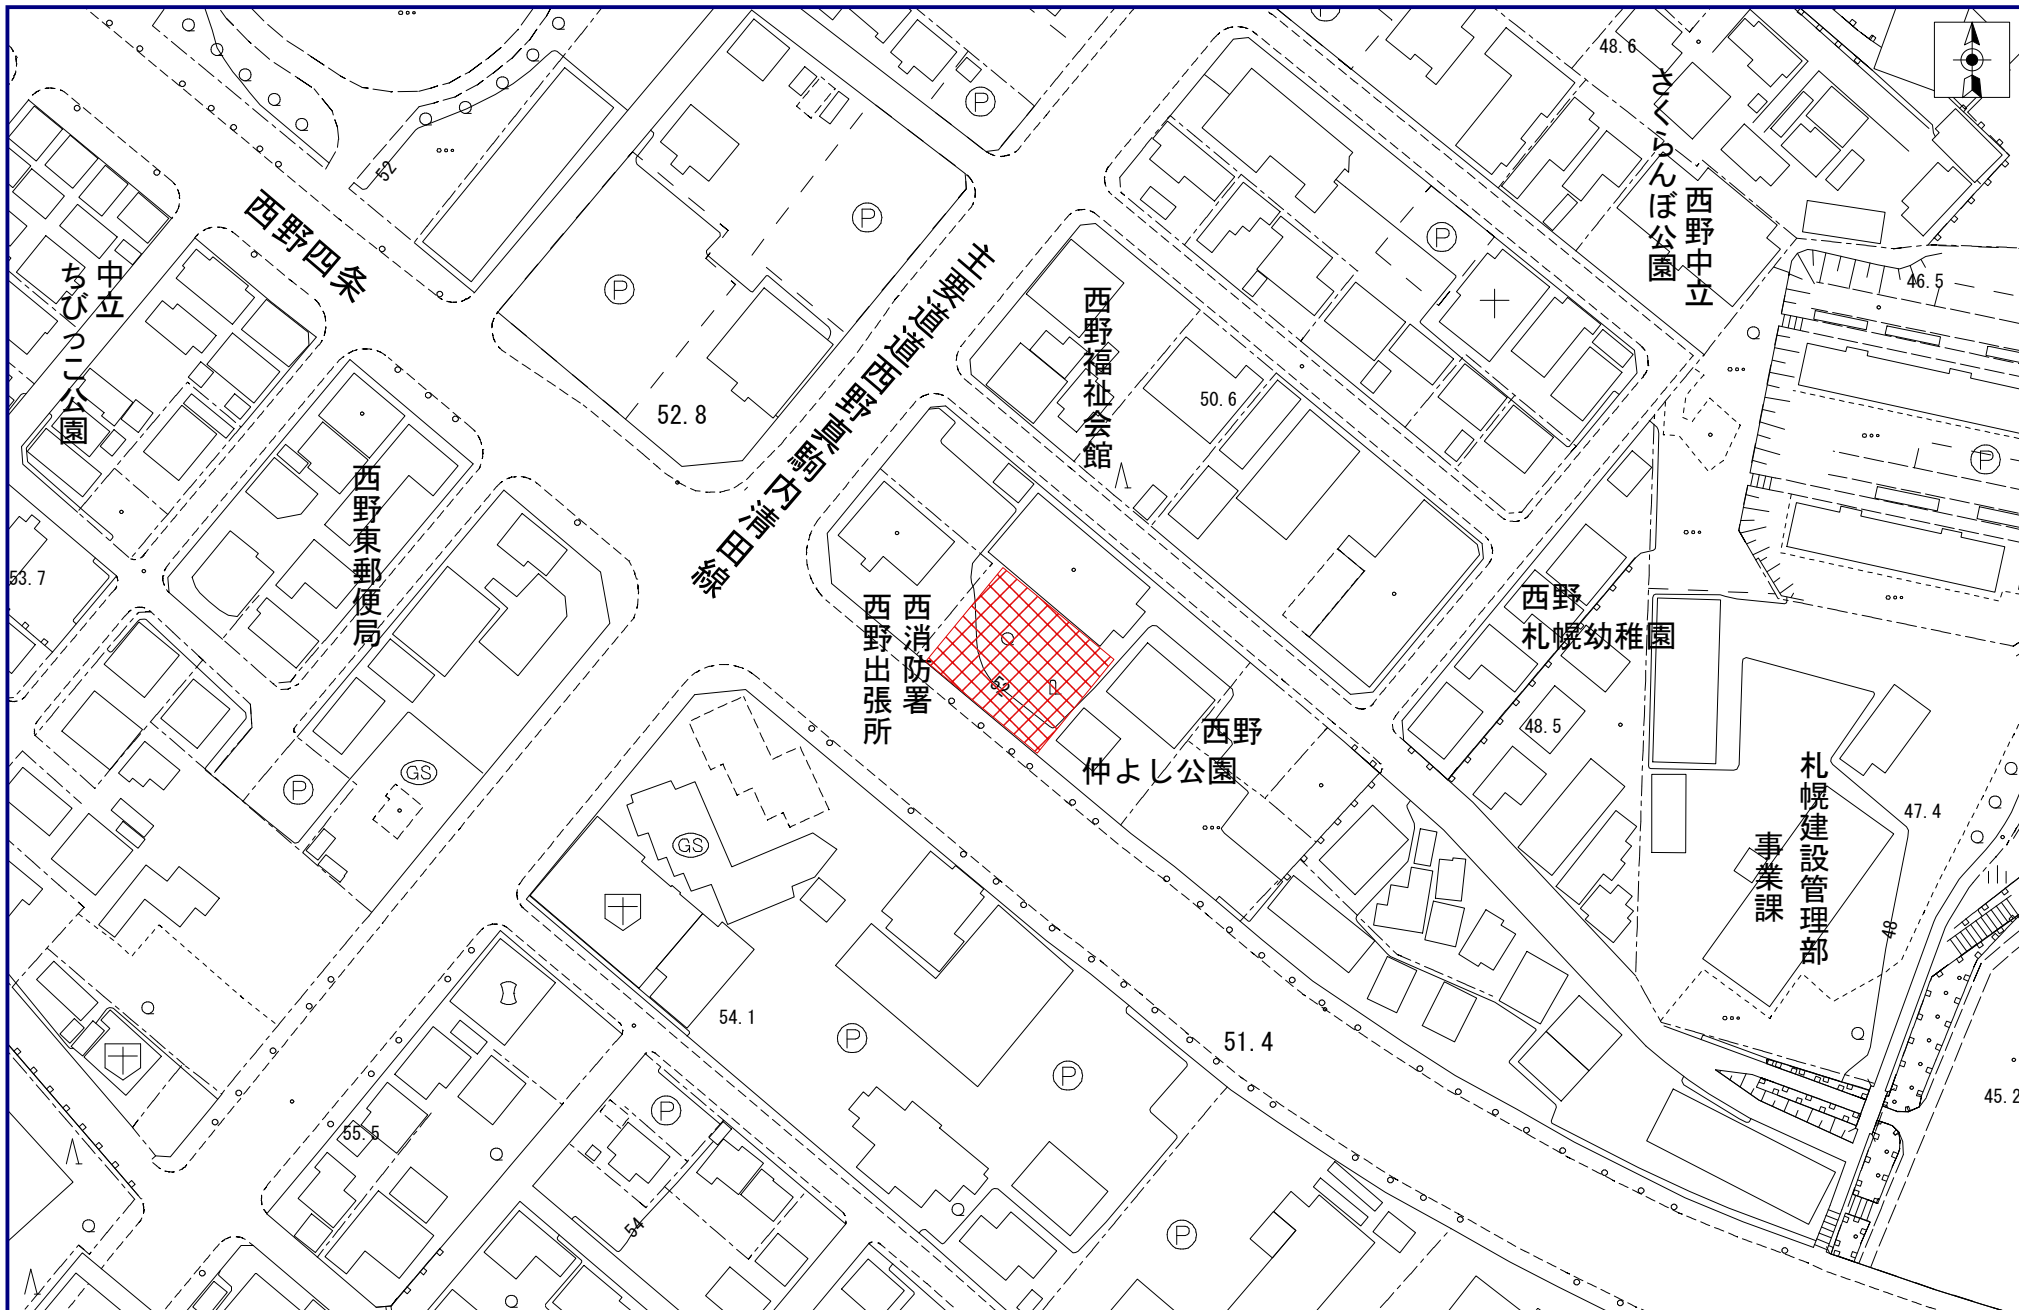 48.6
さくらんぼ公園
西野中立
P
P
P
52
西野四条
P
P
46.5
中立
ちびっこ公園
主要道道西野真駒内清田線
西野福祉会館
50.6
52.8
P
西野東郵便局
53.7
西消防署
西野出張所
52
西野
札幌幼稚園
48.5
西野
仲よし公園
GS
P
GS
札幌建設管理部
事業課
47.4
48
54.1
P
51.4
P
P
55.5
45.2
54
P